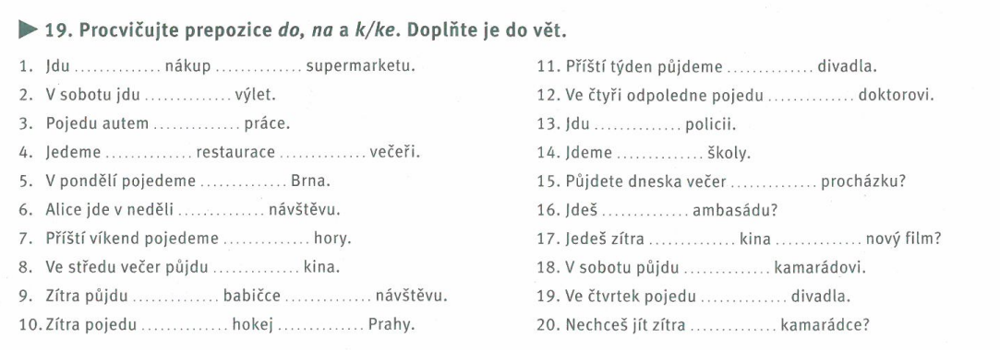 ▶ 19. Procvičujte prepozice do, na a k/ke. Doplňte je do vět.
1. Jdu .............. nákup .............. supermarketu.
2. V sobotu jdu .............. výlet.
3. Pojedu autem .............. práce.
4. Jedeme .............. restaurace .............. večeři.
5. V pondělí pojedeme .............. Brna.
6. Alice jde v neděli .............. návštěvu.
7. Příští víkend pojedeme .............. hory.
8. Ve středu večer půjdu .............. kina.
9. Zítra půjdu .............. babičce .............. návštěvu.
10. Zítra pojedu .............. hokej .............. Prahy.
11. Příští týden půjdeme .............. divadla.
12. Ve čtyři odpoledne pojedu .............. doktorovi.
13. Jdu .............. policii.
14. Jdeme .............. školy.
15. Půjdete dneska večer .............. procházku?
16. Jdeš .............. ambasádu?
17. Jedeš zítra .............. kina .............. nový film?
18. V sobotu půjdu .............. kamarádovi.
19. Ve čtvrtek pojedu .............. divadla.
20. Nechceš jít zítra .............. kamarádce?